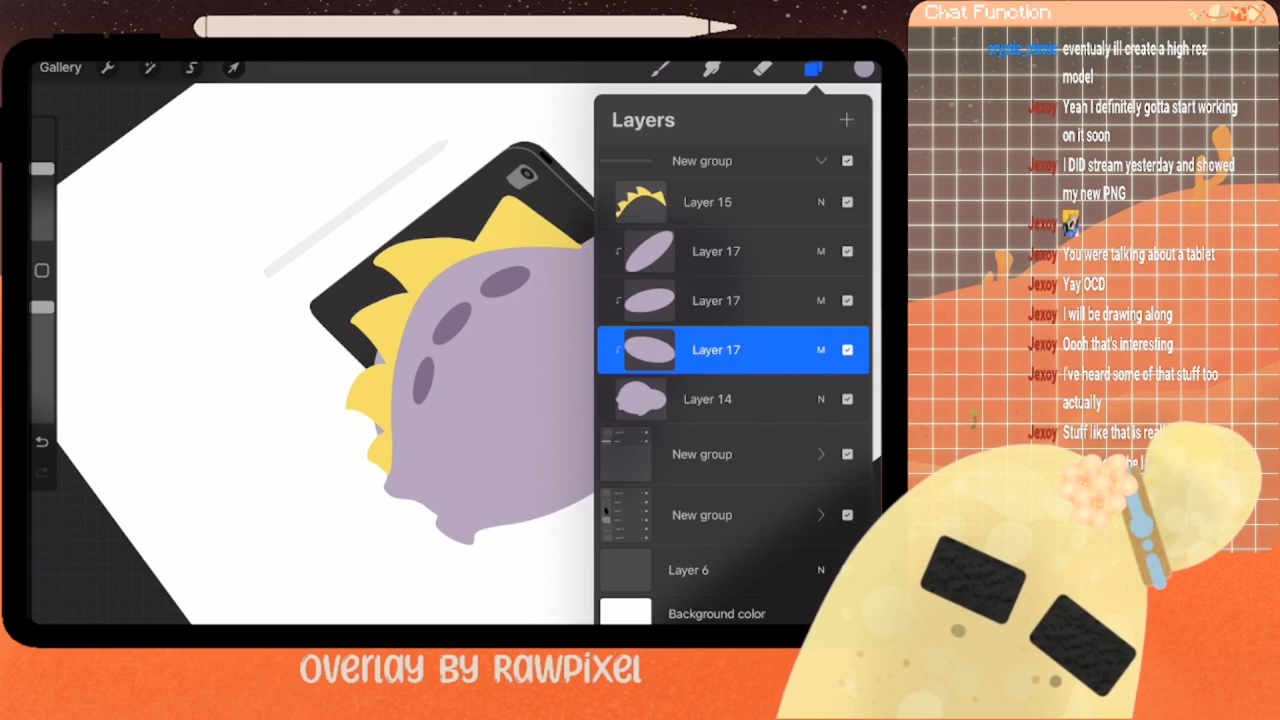 Chat Function
Gallery
Layers
New group
Layer 15 N
Layer 17 M
Layer 17 M
Layer 17 M
Layer 14 N
New group
New group
Layer 6 N
Background color
eventualy ill create a high rez
model
Jexoy Yeah I definitely gotta start working
on it soon
Jexoy I DID stream yesterday and showed
my new PNG
Jexoy
Jexoy You were talking about a tablet
Jexoy Yay OCD
Jexoy I will be drawing along
Jexoy Oooh that's interesting
Jexoy I've heard some of that stuff too
actually
Jexoy Stuff like that is
OVERLAY BY RAWPIXEL